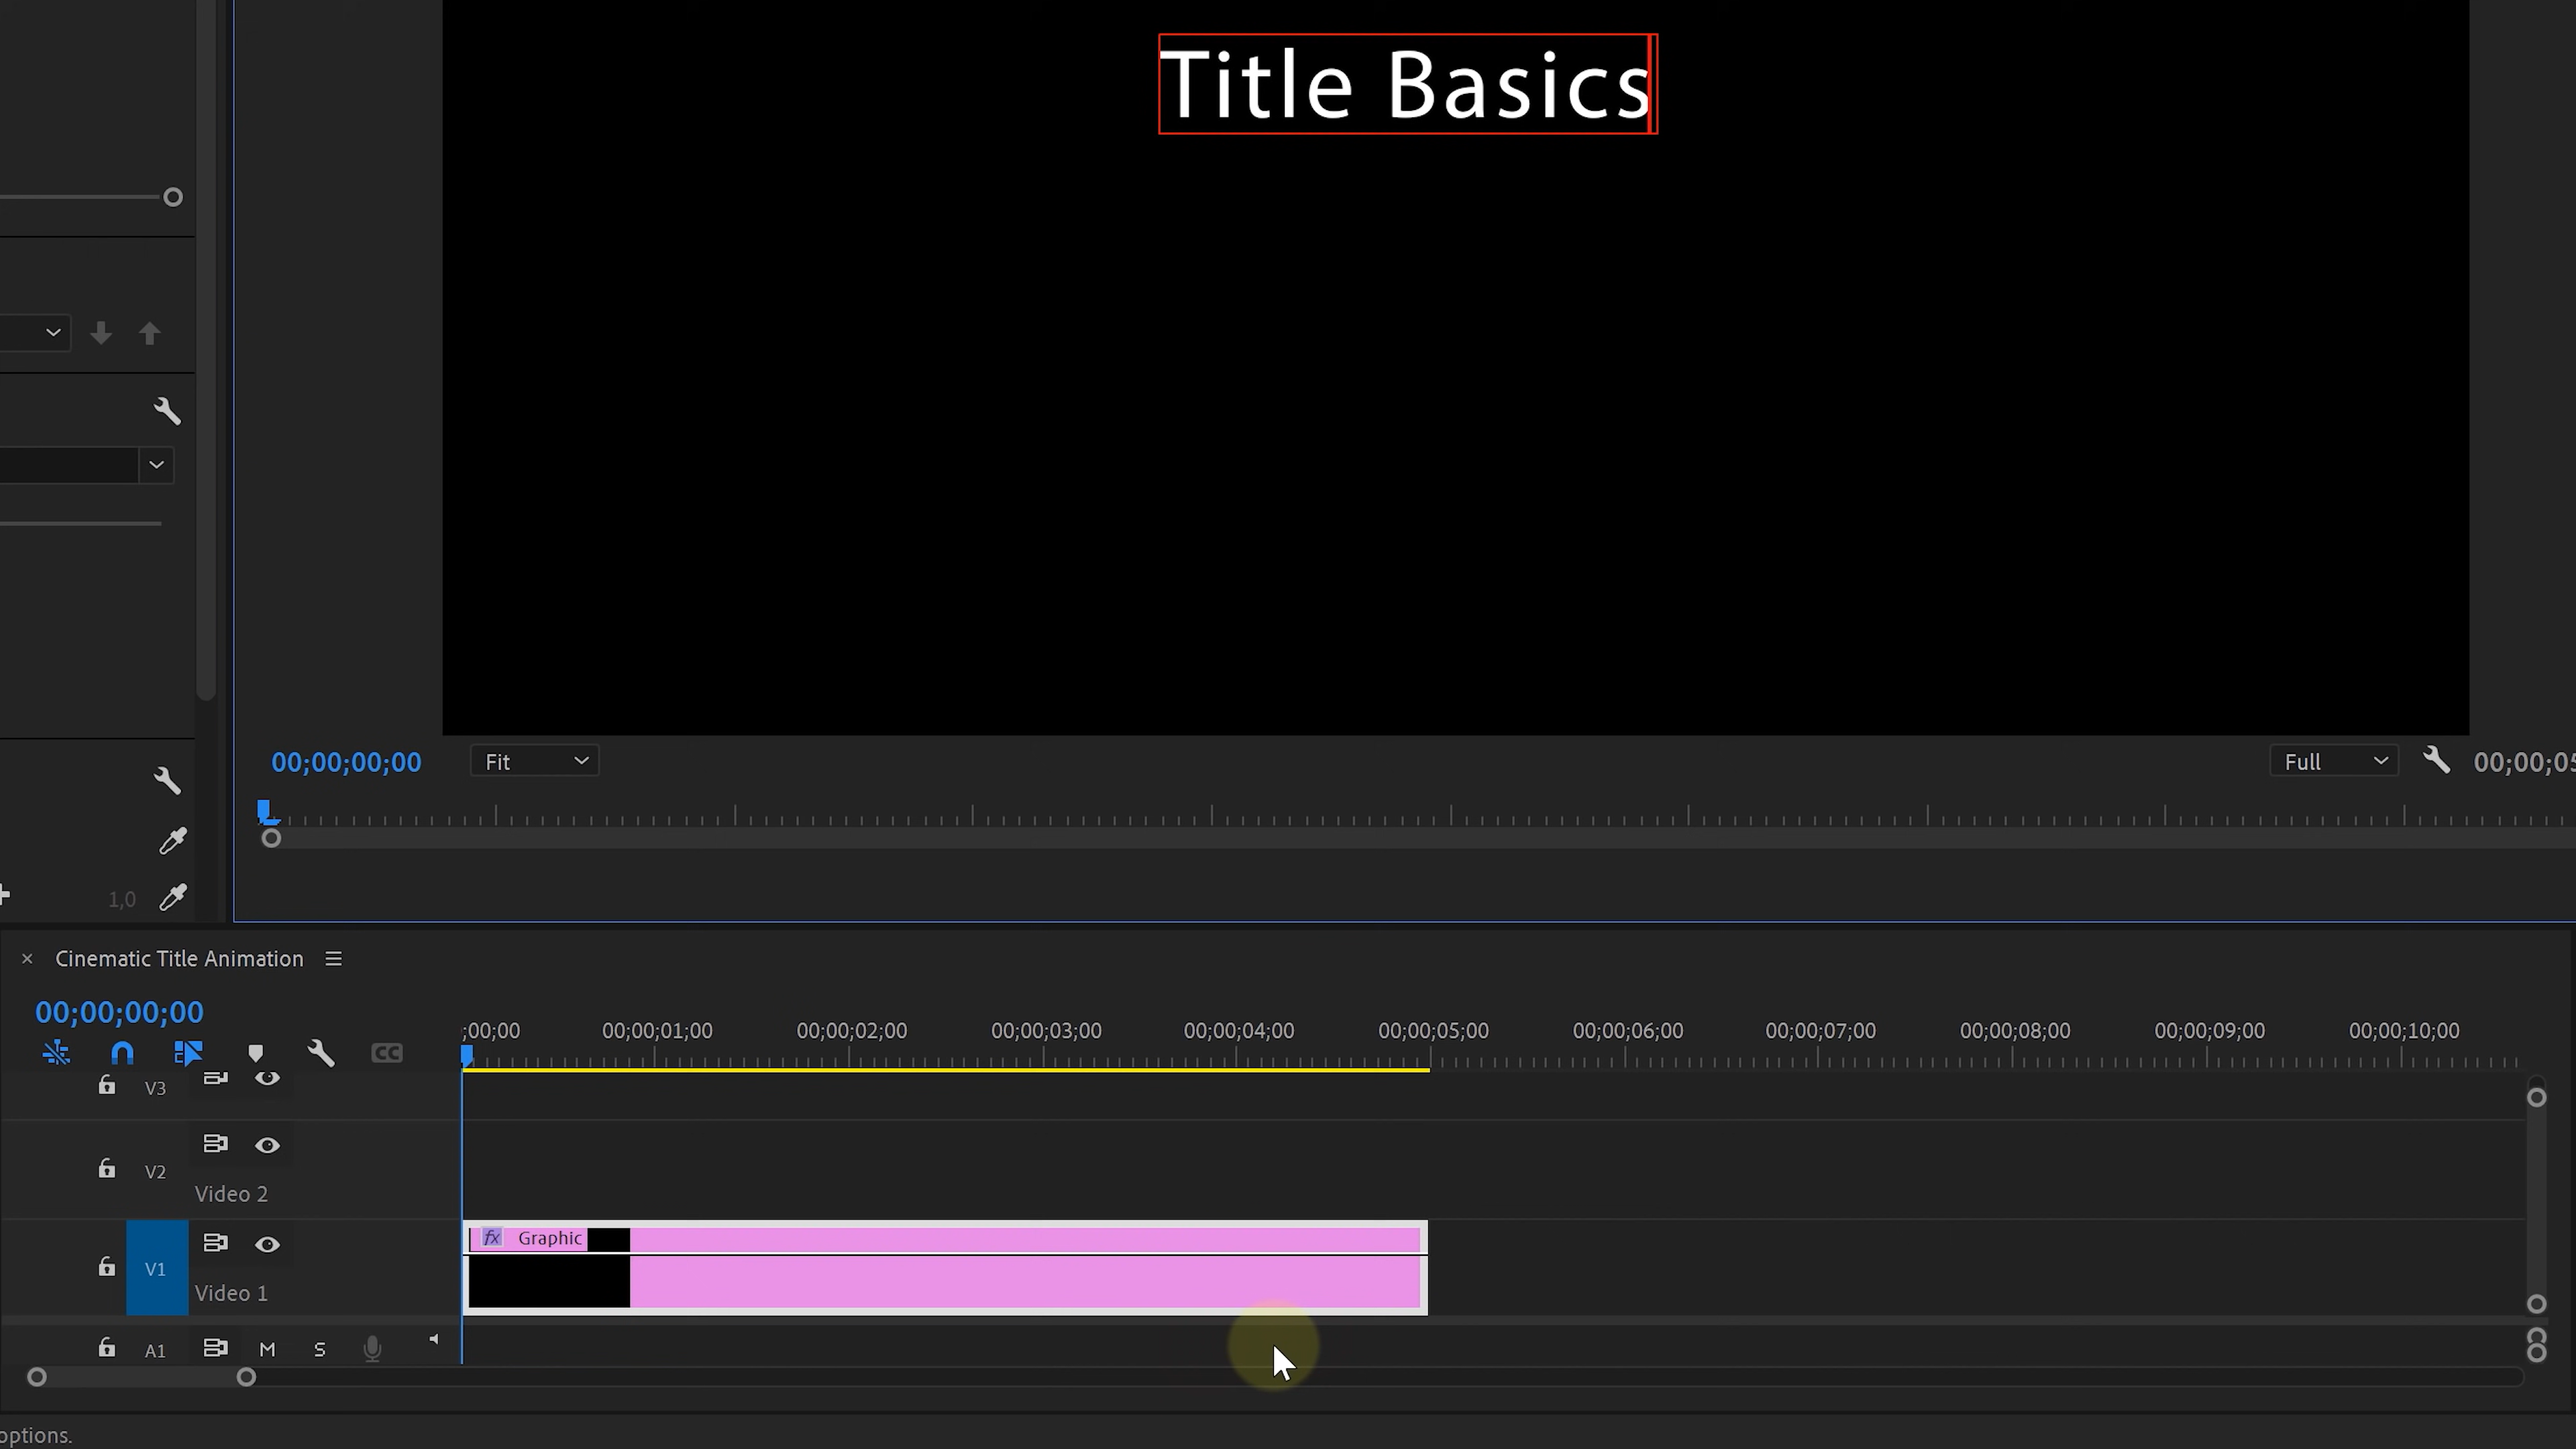 Title Basics
00;00;00;00
Fit
Full
00;00;05
1,0
× Cinematic Title Animation
00;00;00;00
;00;00 00;00;01;00 00;00;02;00 00;00;03;00 00;00;04;00 00;00;05;00 00;00;06;00 00;00;07;00 00;00;08;00 00;00;09;00 00;00;10;00
CC
V3
V2
Video 2
fx Graphic
V1
Video 1
A1 M S
options.